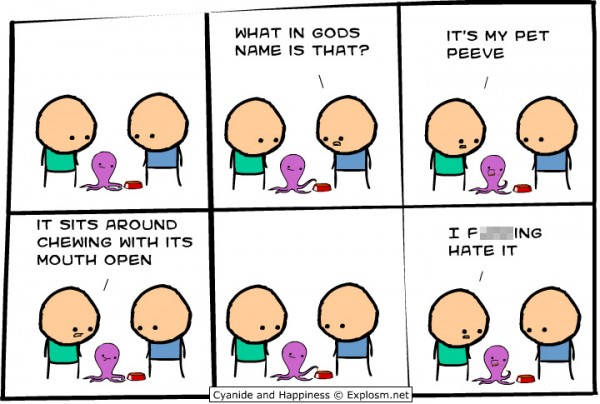 WHAT IN GODS
NAME IS THAT?
IT'S MY PET
PEEVE
IT SITS AROUND
CHEWING WITH ITS
MOUTH OPEN
I F ING
HATE IT
Cyanide and Happiness © Explosm.net